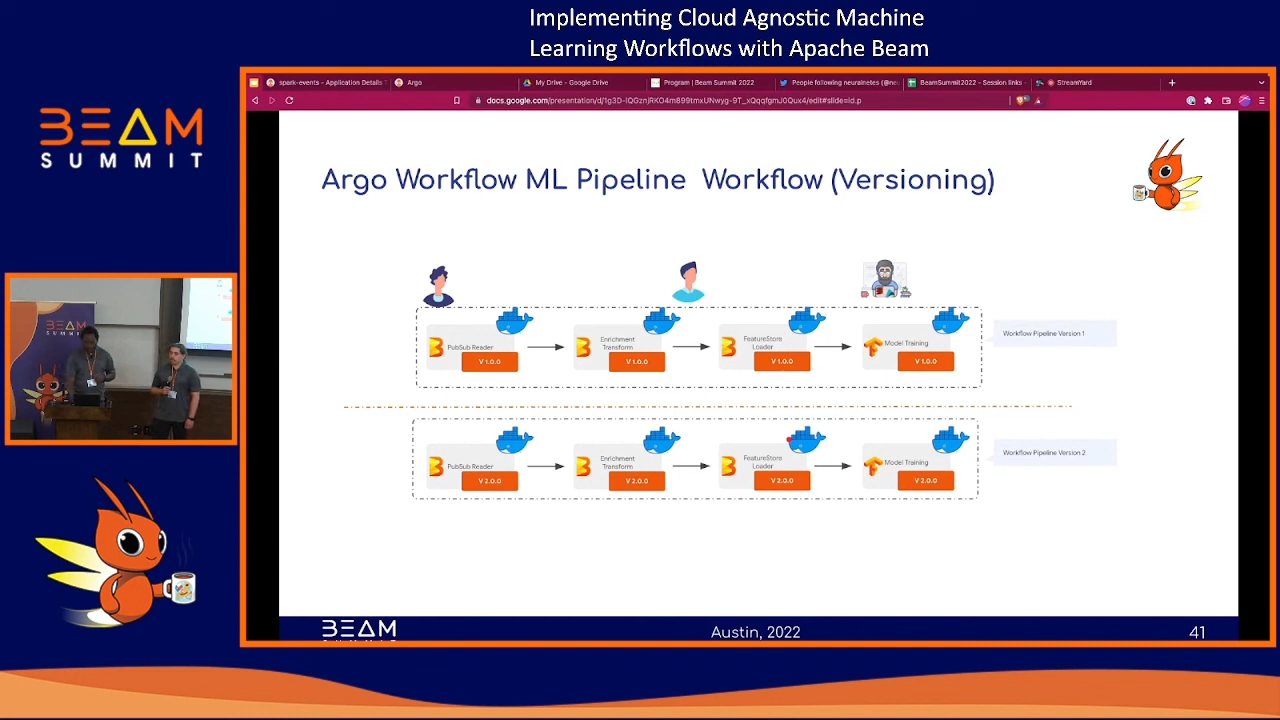 Implementing Cloud Agnostic Machine
Learning Workflows with Apache Beam
BEAM
SUMMIT
spark-events - Application Details
Argo
My Drive - Google Drive
Program | Beam Summit 2022
BeamSummit2022 - Session links -
StreamYard
Argo Workflow ML Pipeline Workflow (Versioning)
PubSub Reader
V 1.0.0
Enrichment
Transform
V 1.0.0
FeatureStore
Loader
V 1.0.0
Model Training
V 1.0.0
Workflow Pipeline Version 1
PubSub Reader
V 2.0.0
Enrichment
Transform
V 2.0.0
FeatureStore
Loader
V 2.0.0
Model Training
V 2.0.0
Workflow Pipeline Version 2
BEAM
Austin, 2022
41